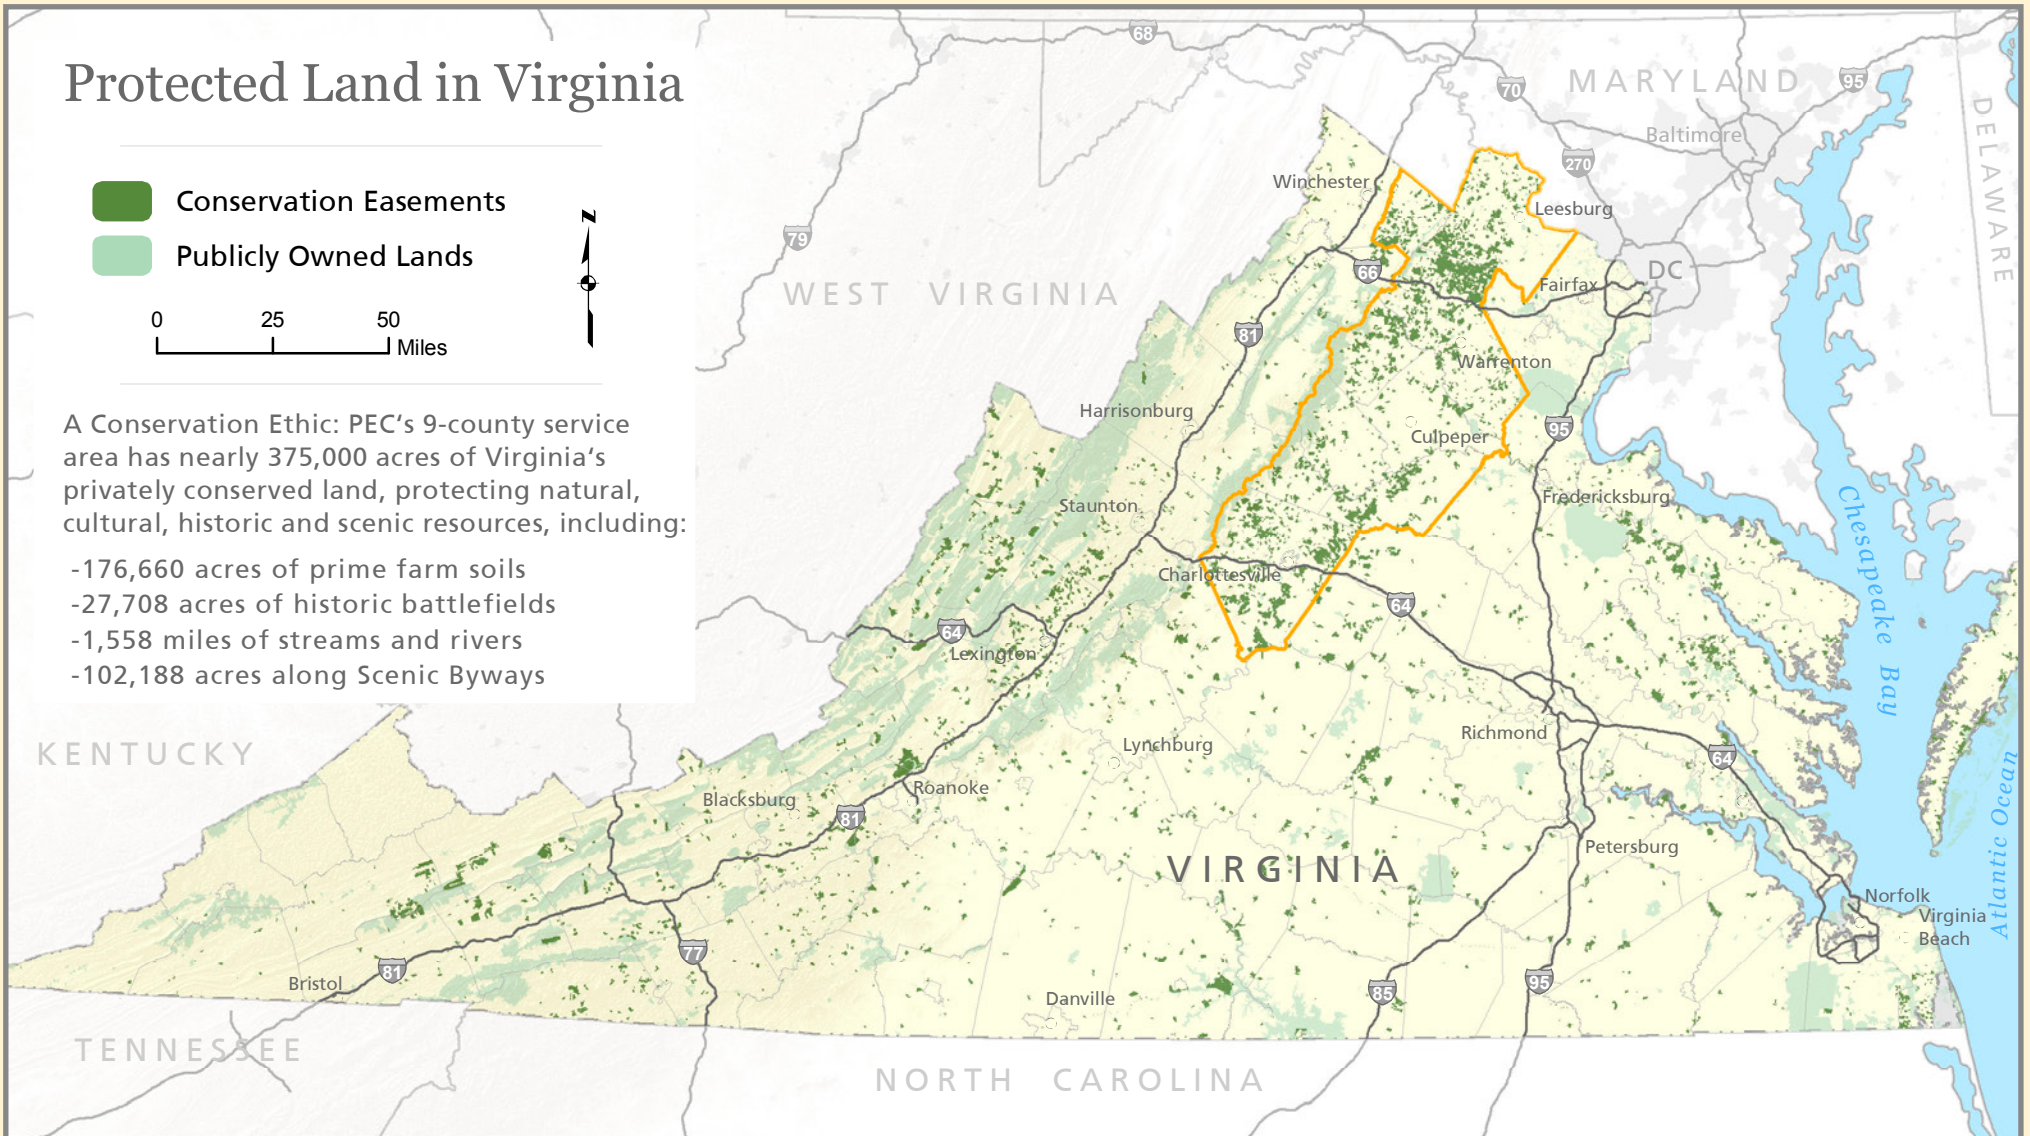 Protected Land in Virginia
Conservation Easements
Publicly Owned Lands
N
0 25 50
Miles
A Conservation Ethic: PEC‘s 9-county service
area has nearly 375,000 acres of Virginia‘s
privately conserved land, protecting natural,
cultural, historic and scenic resources, including:
-176,660 acres of prime farm soils
-27,708 acres of historic battlefields
-1,558 miles of streams and rivers
-102,188 acres along Scenic Byways
68
70
MARYLAND
95
DELAWARE
Baltimore
270
Winchester
Leesburg
79
66
DC
Fairfax
WEST VIRGINIA
81
Warrenton
Harrisonburg
Culpeper
95
Staunton
Fredericksburg
Chesapeake Bay
Charlottesville
64
64
Lexington
Richmond
Lynchburg
KENTUCKY
64
Atlantic Ocean
Blacksburg
Roanoke
81
Petersburg
VIRGINIA
Norfolk
Virginia
Beach
77
81
Bristol
Danville
85
95
TENNESSEE
NORTH CAROLINA